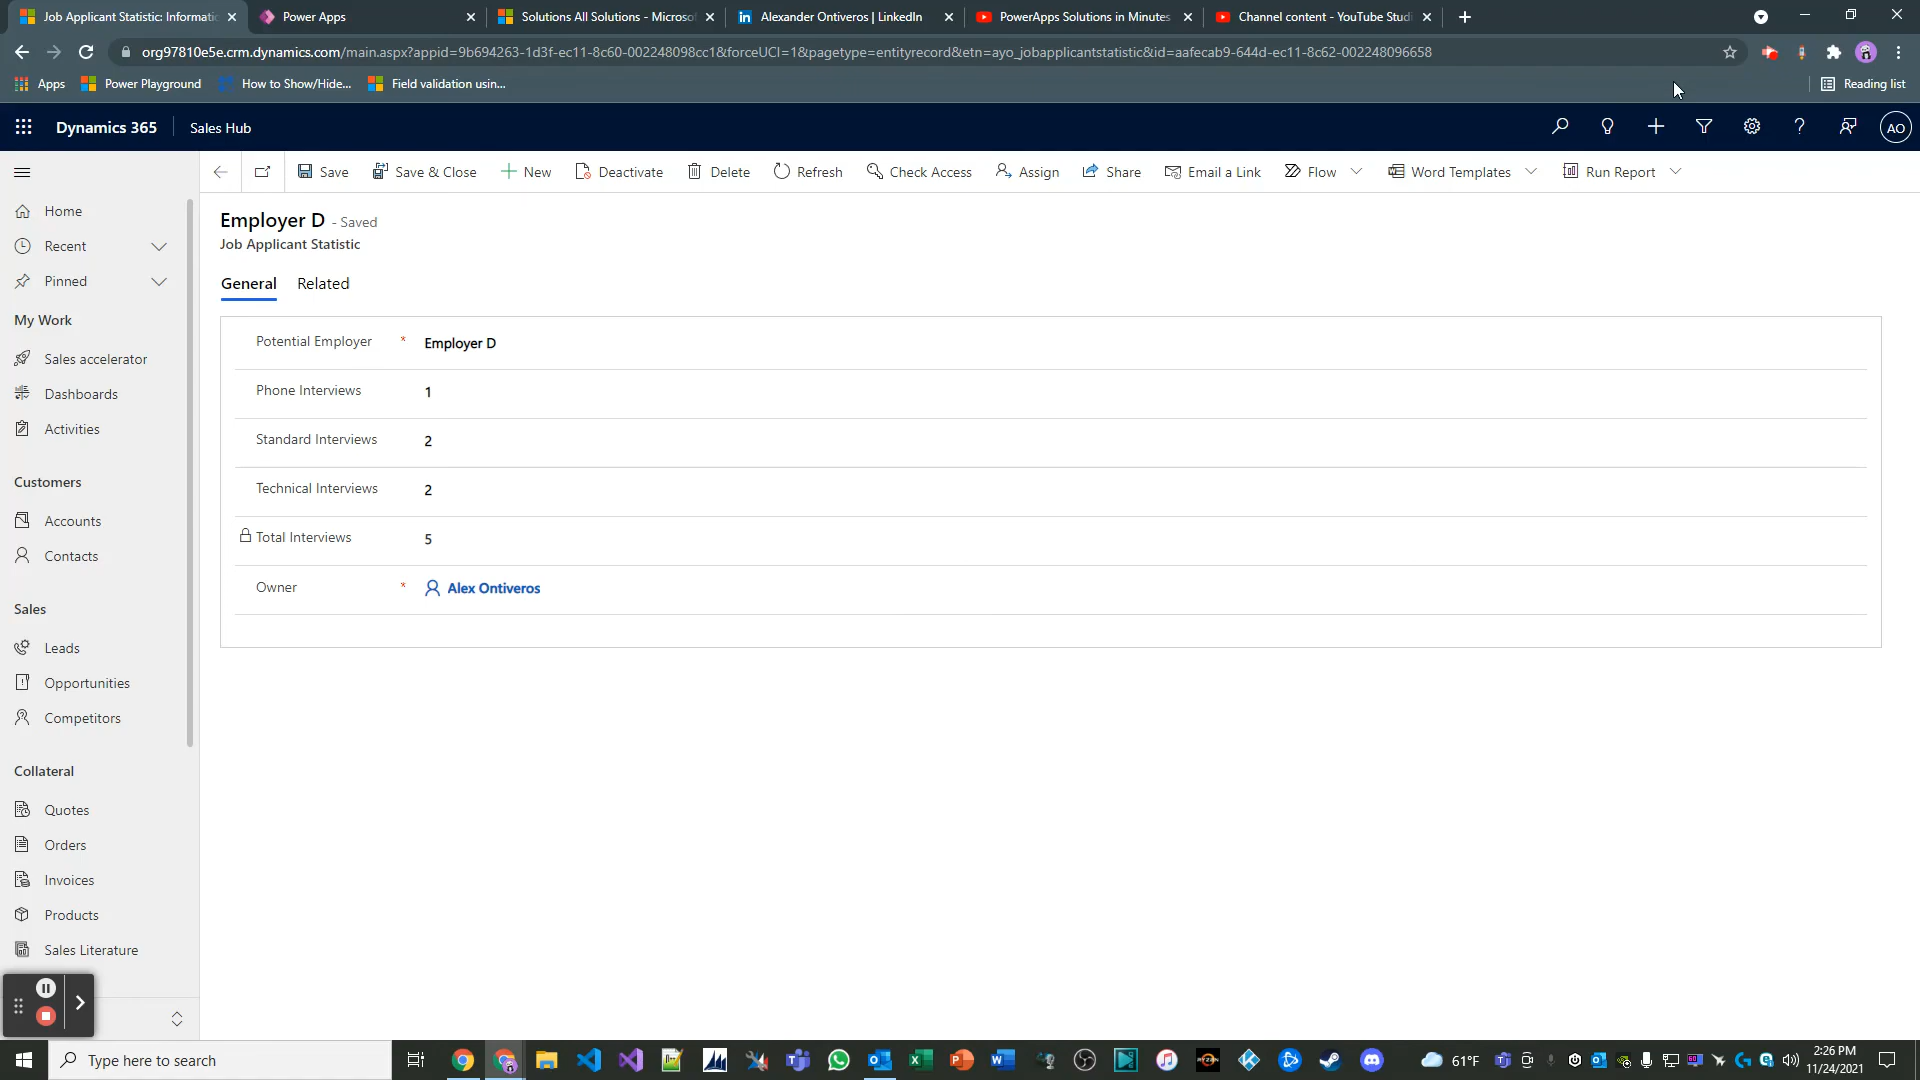 Job Applicant Statistic: Informatic
Power Apps
Solutions All Solutions - Microso
Alexander Ontiveros | LinkedIn
PowerApps Solutions in Minutes
Channel content - YouTube Studi
org97810e5e.crm.dynamics.com/main.aspx?appid=9b694263-1d3f-ec11-8c60-002248098cc1&forceUCI=1&pagetype=entityrecord&etn=ayo_jobapplicantstatistic&id=aafecab9-644d-ec11-8c62-002248096658
Apps
Power Playground
How to Show/Hide...
Field validation usin...
Reading list
Dynamics 365
Sales Hub
AO
Save
Save & Close
New
Deactivate
Delete
Refresh
Check Access
Assign
Share
Email a Link
Flow
Word Templates
Run Report
Home
Recent
Pinned
My Work
Sales accelerator
Dashboards
Activities
Customers
Accounts
Contacts
Sales
Leads
Opportunities
Competitors
Collateral
Quotes
Orders
Invoices
Products
Sales Literature
Employer D - Saved
Job Applicant Statistic
General
Related
Potential Employer * Employer D
Phone Interviews 1
Standard Interviews 2
Technical Interviews 2
Total Interviews 5
Owner * Alex Ontiveros
Type here to search
61°F
2:26 PM
11/24/2021